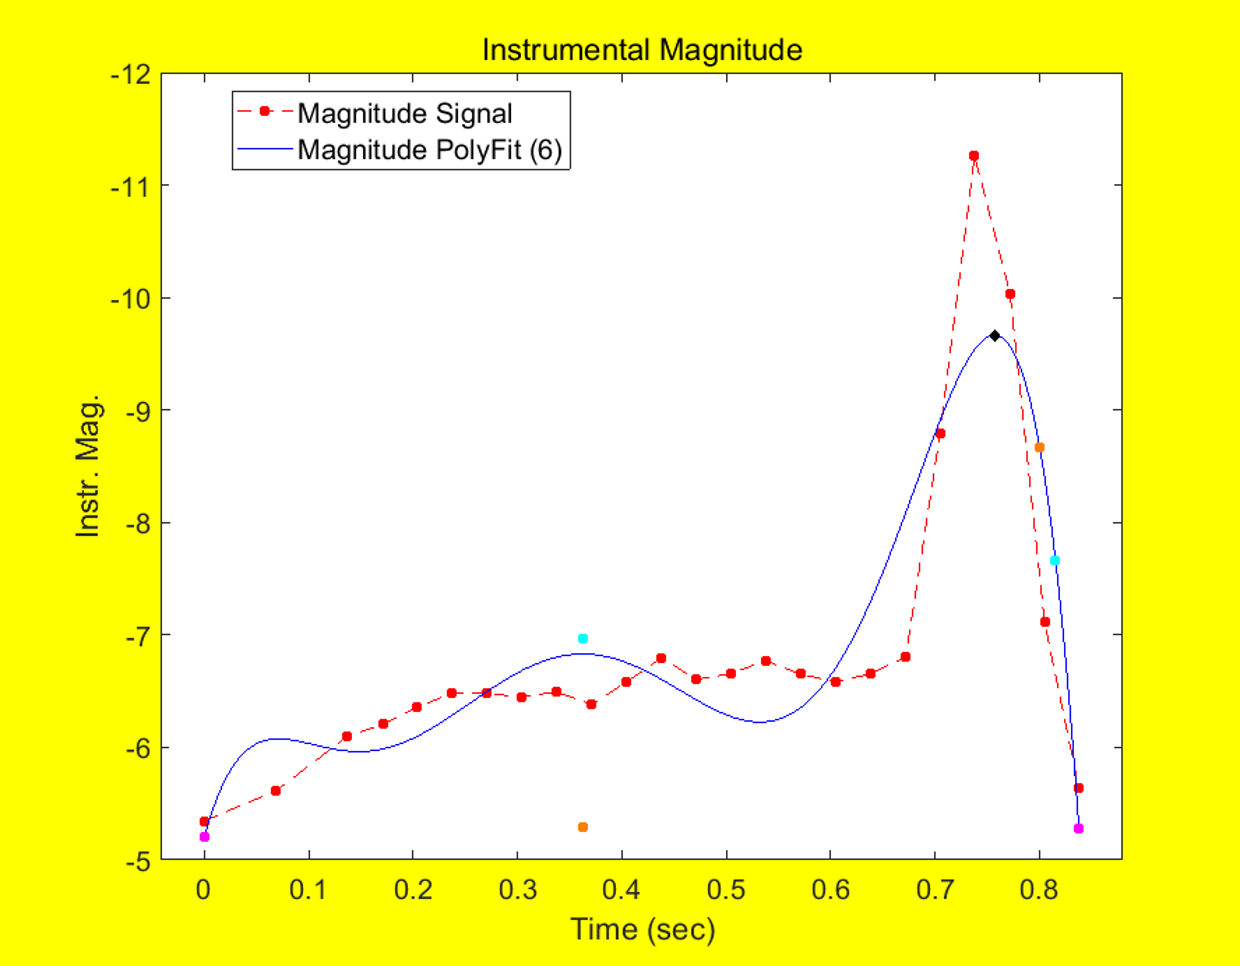 Instrumental Magnitude
-12
Magnitude Signal
Magnitude PolyFit (6)
-11
-10
-9
-8
-7
-6
-5
Instr. Mag.
0 0.1 0.2 0.3 0.4 0.5 0.6 0.7 0.8
Time (sec)